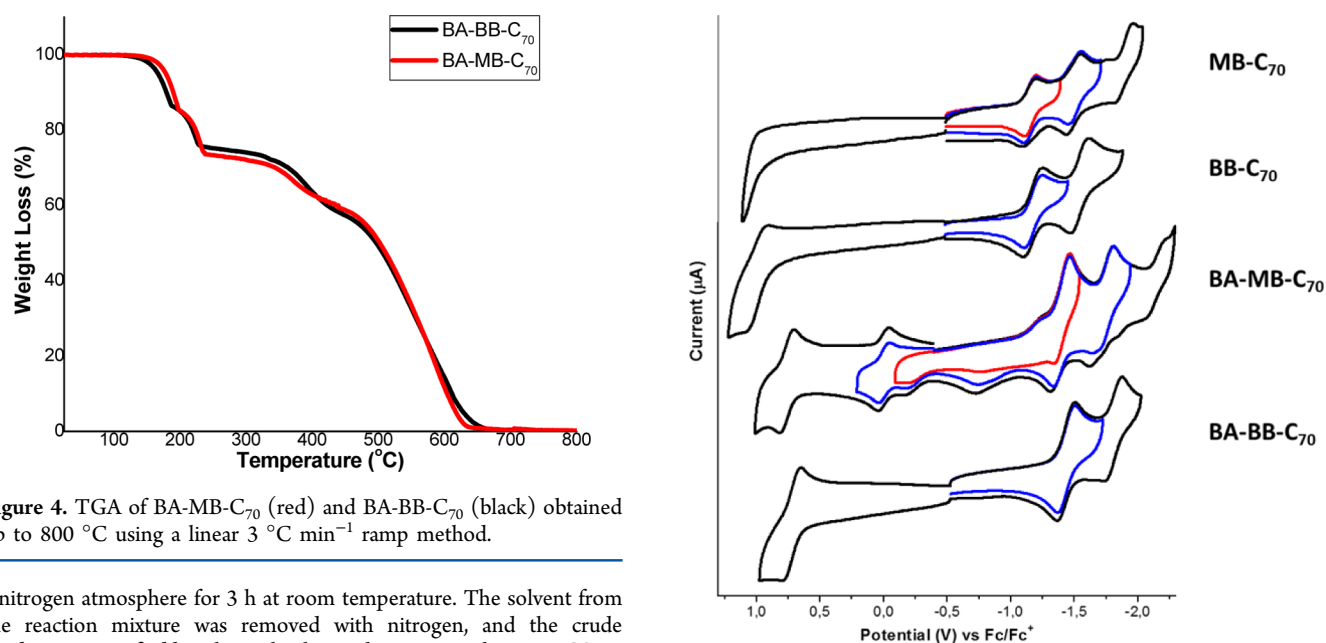 BA-BB-C70
BA-MB-C70
Weight Loss (%)
100
80
60
40
20
0
100 200 300 400 500 600 700 800
Temperature (°C)
gure 4. TGA of BA-MB-C70 (red) and BA-BB-C70 (black) obtained
to 800 °C using a linear 3 °C min−1 ramp method.
nitrogen atmosphere for 3 h at room temperature. The solvent from
reaction mixture was removed with nitrogen, and the crude
MB-C70
BB-C70
BA-MB-C70
BA-BB-C70
Current (µA)
1,0 0,5 0,0 -0,5 -1,0 -1,5 -2,0
Potential (V) vs Fc/Fc+